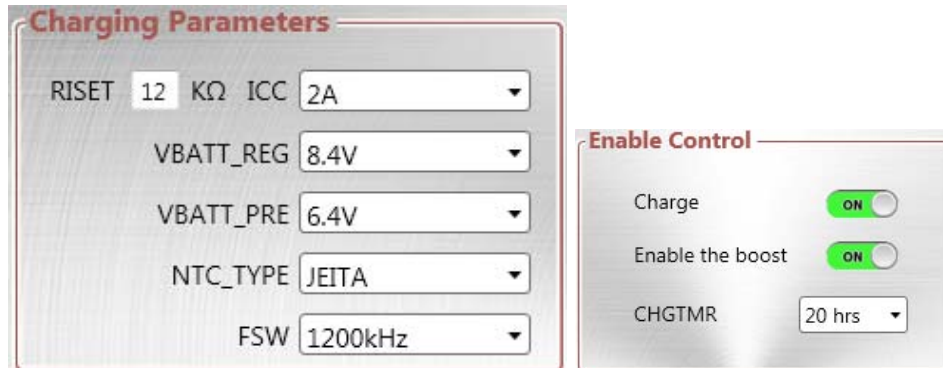 Charging Parameters
RISET 12 KΩ ICC 2A
VBATT_REG 8.4V
VBATT_PRE 6.4V
NTC_TYPE JEITA
FSW 1200kHz
Enable Control
Charge ON
Enable the boost ON
CHGTMR 20 hrs